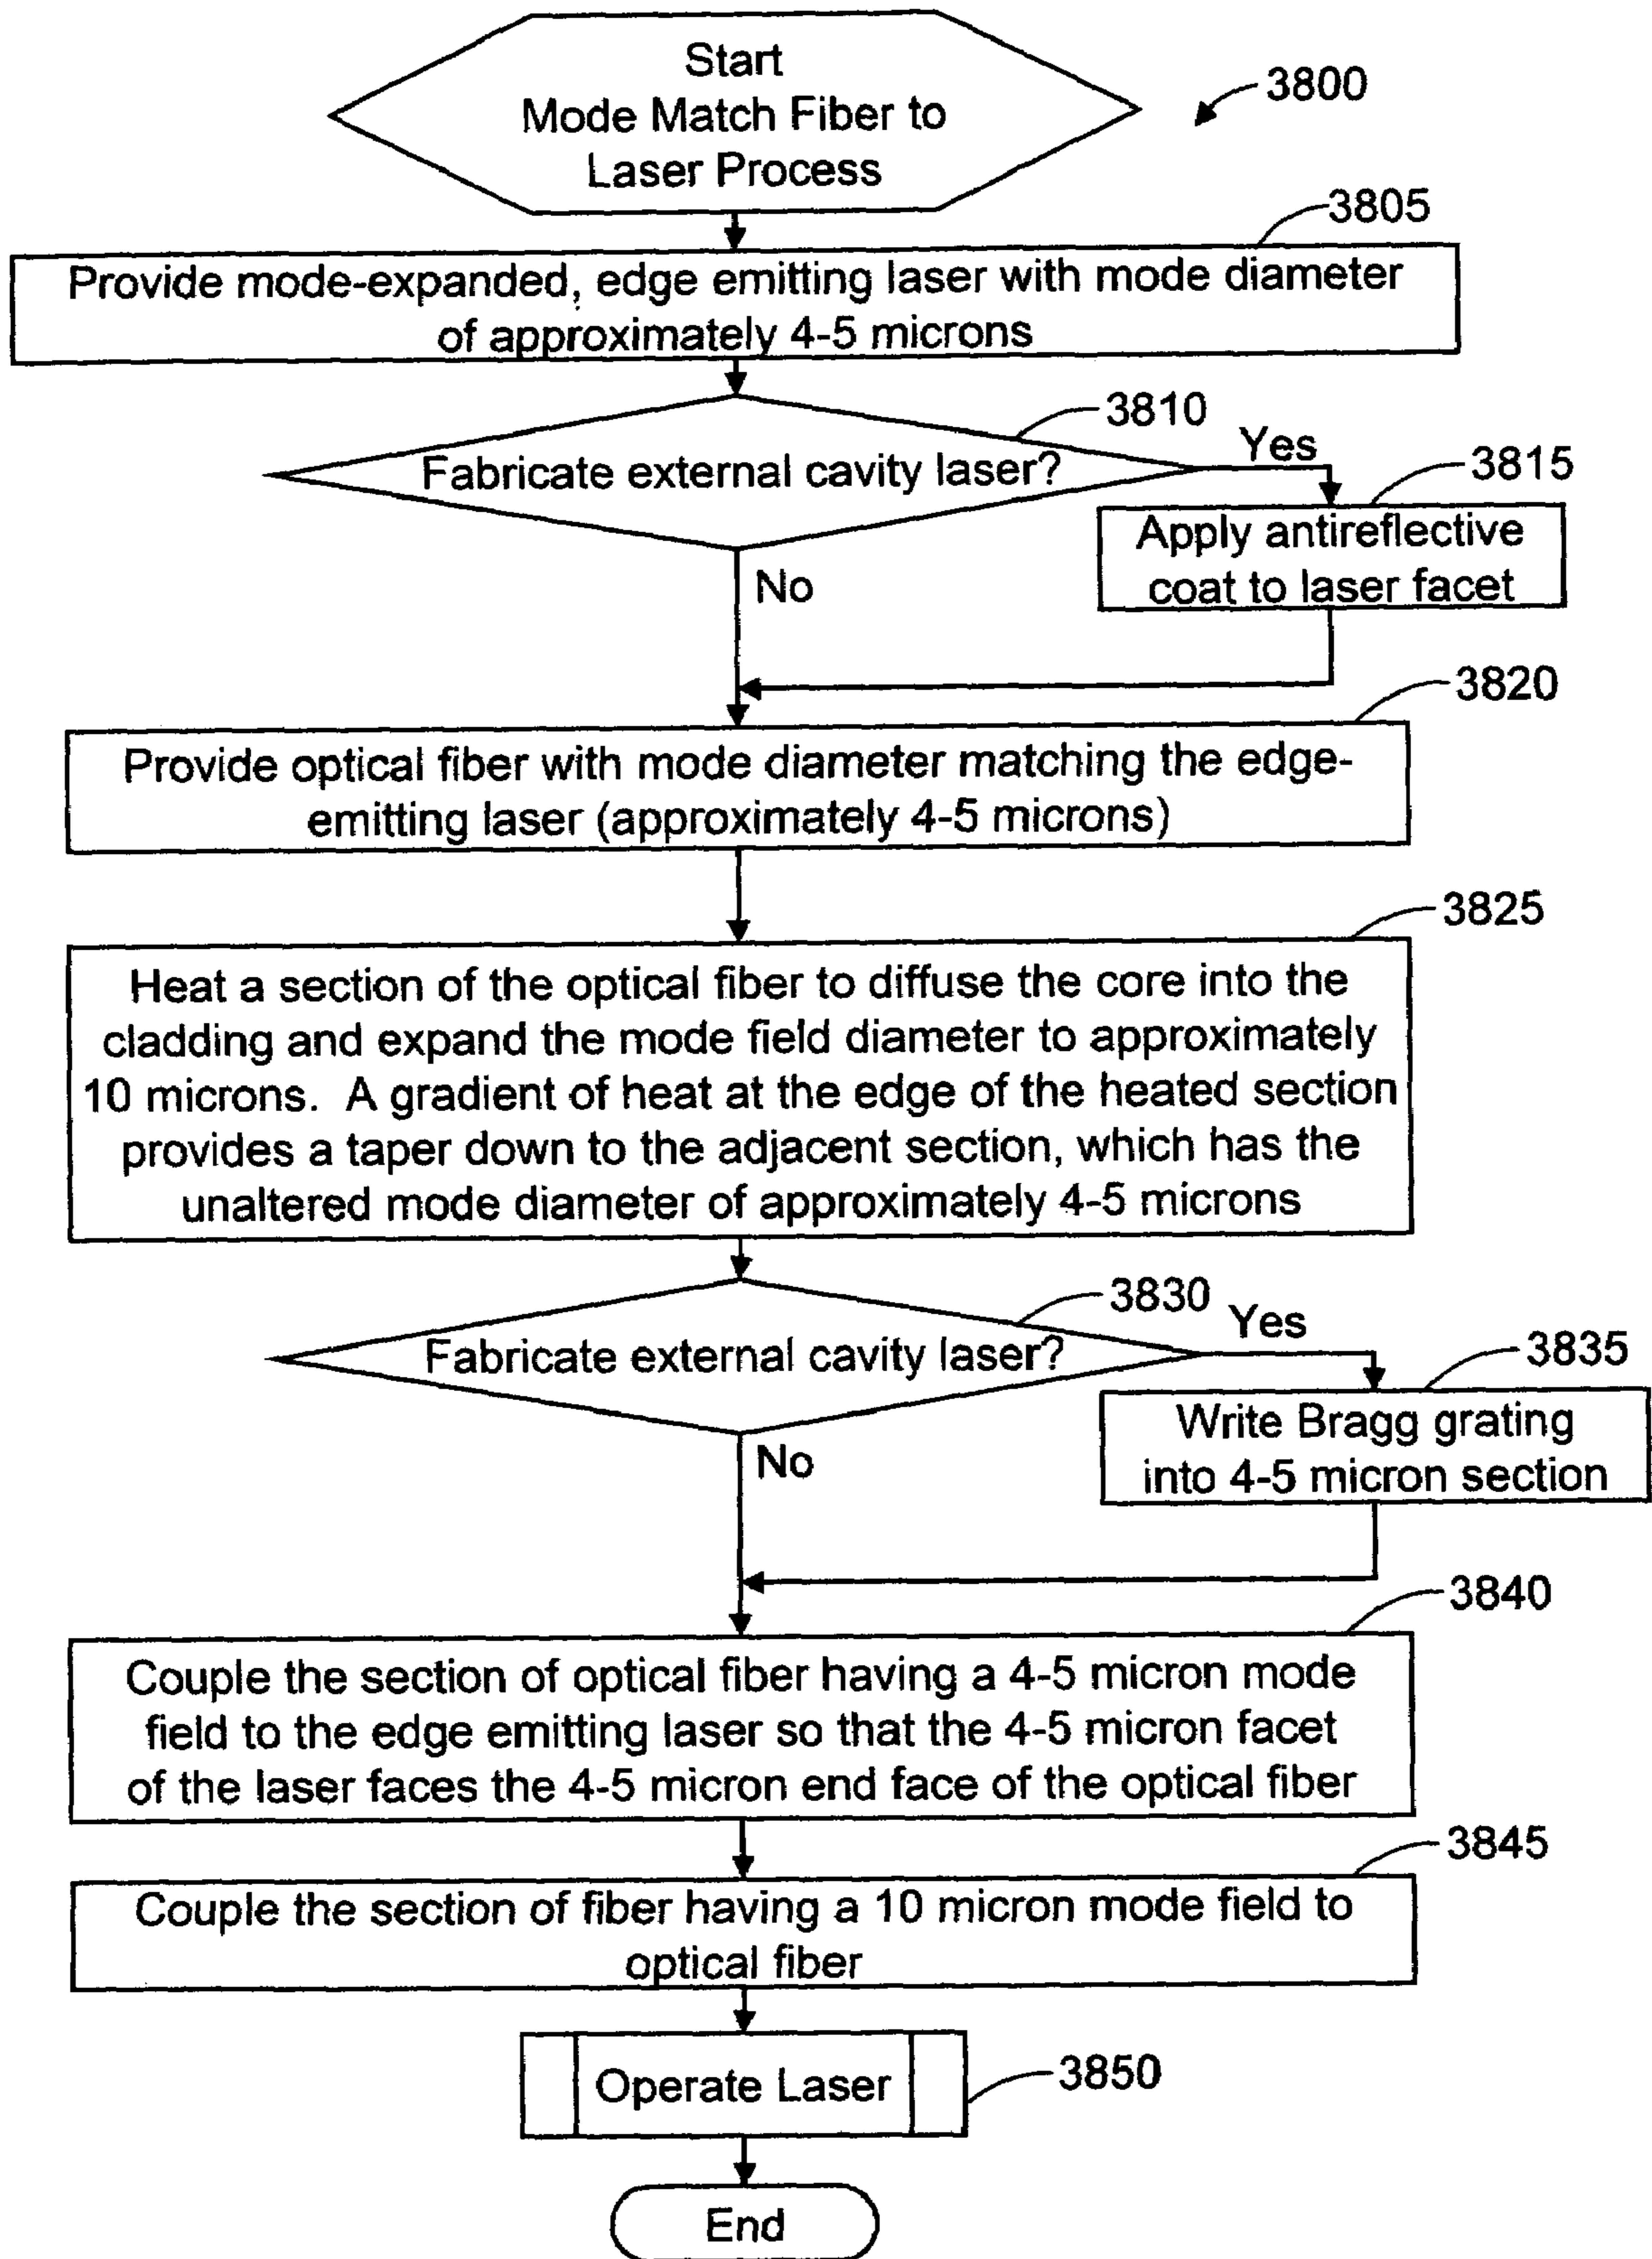 Start
Mode Match Fiber to
Laser Process
3800
3805
Provide mode-expanded, edge emitting laser with mode diameter
of approximately 4-5 microns
3810
Fabricate external cavity laser?
Yes
3815
Apply antireflective
coat to laser facet
No
3820
Provide optical fiber with mode diameter matching the edge-
emitting laser (approximately 4-5 microns)
3825
Heat a section of the optical fiber to diffuse the core into the
cladding and expand the mode field diameter to approximately
10 microns. A gradient of heat at the edge of the heated section
provides a taper down to the adjacent section, which has the
unaltered mode diameter of approximately 4-5 microns
3830
Fabricate external cavity laser?
Yes
3835
Write Bragg grating
into 4-5 micron section
No
3840
Couple the section of optical fiber having a 4-5 micron mode
field to the edge emitting laser so that the 4-5 micron facet
of the laser faces the 4-5 micron end face of the optical fiber
3845
Couple the section of fiber having a 10 micron mode field to
optical fiber
Operate Laser
3850
End